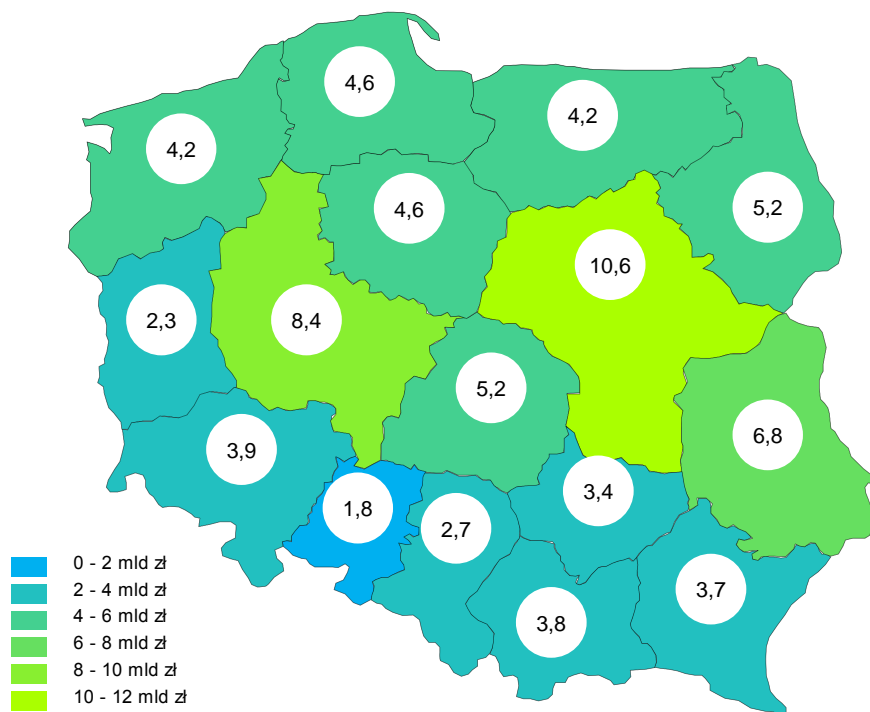 4,6
4,2
4,2
5,2
4,6
10,6
2,3
8,4
5,2
6,8
3,9
3,4
1,8
2,7
3,7
3,8
0 - 2 mld zł
2 - 4 mld zł
4 - 6 mld zł
6 - 8 mld zł
8 - 10 mld zł
10 - 12 mld zł